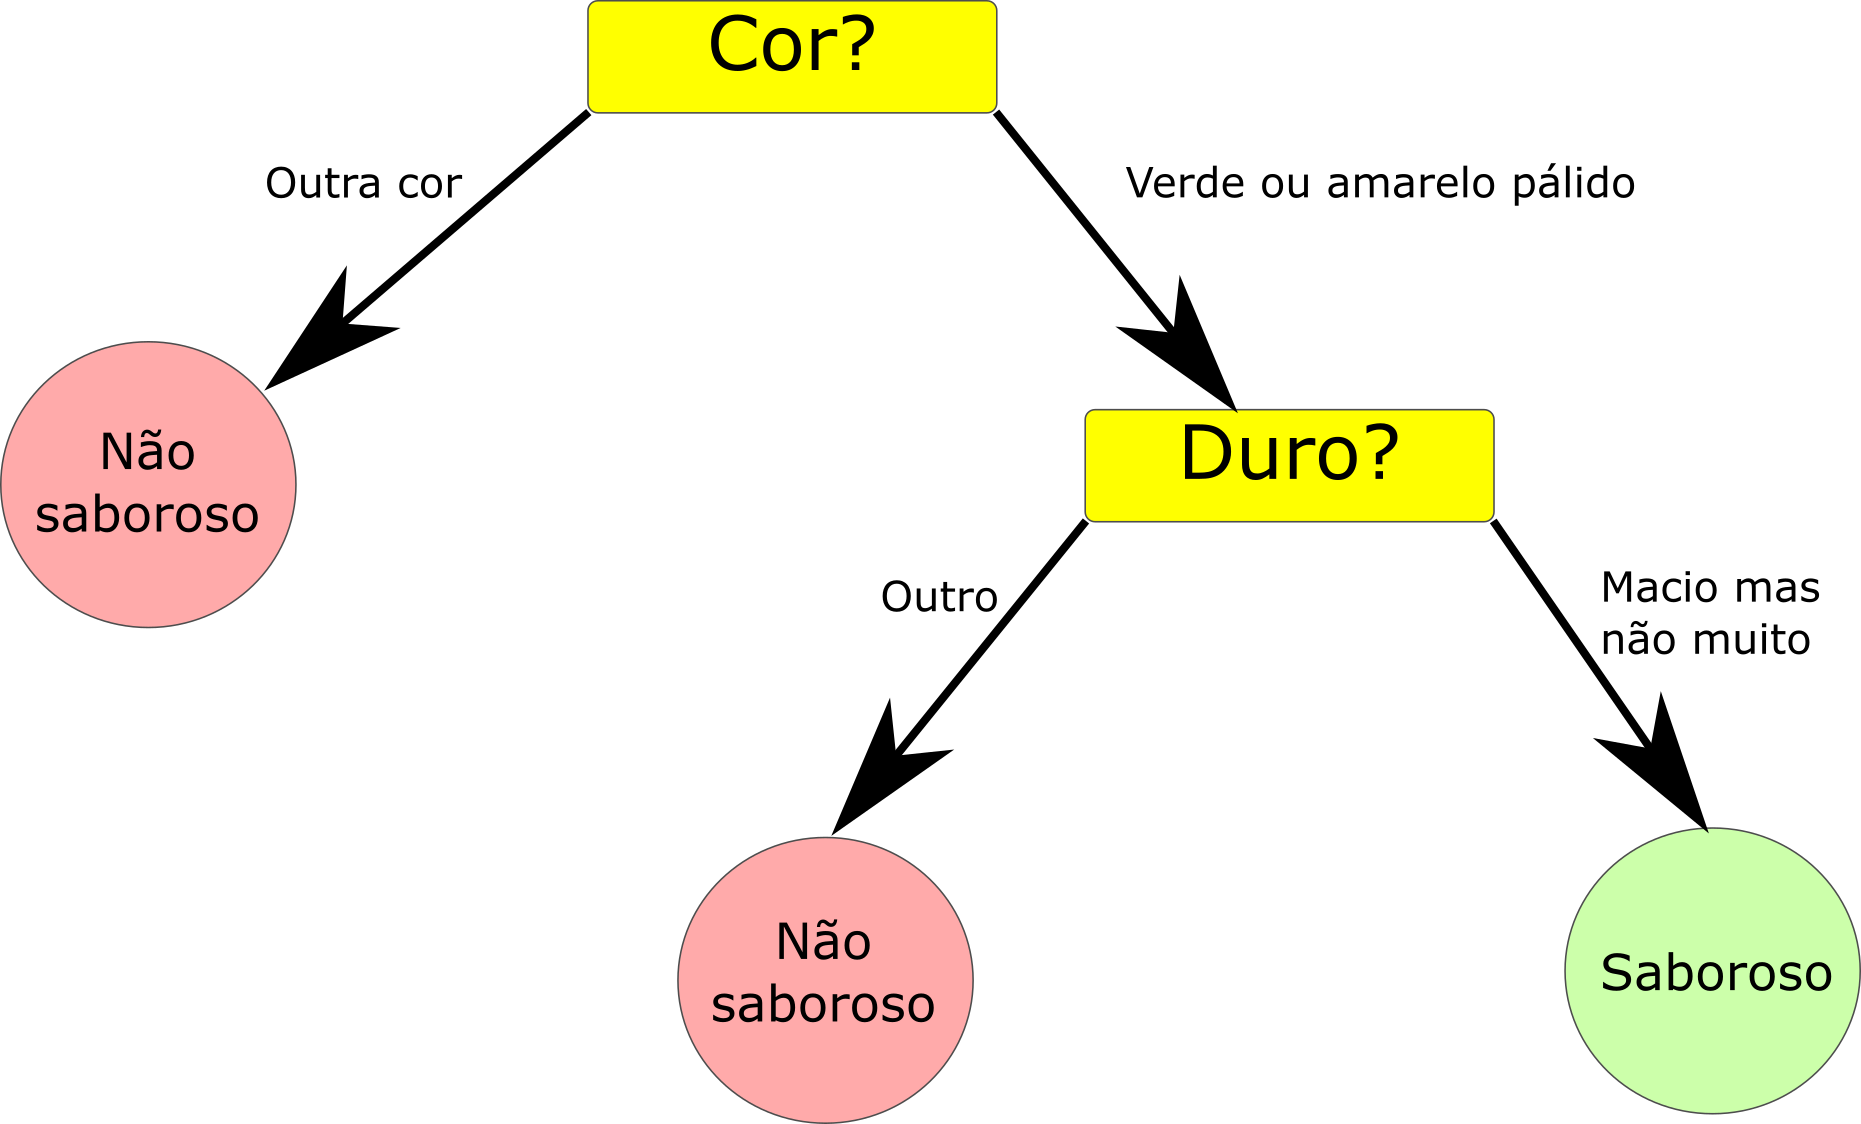 Cor?
Outra cor
Verde ou amarelo pálido
Não
saboroso
Duro?
Outro
Macio mas
não muito
Não
saboroso
Saboroso